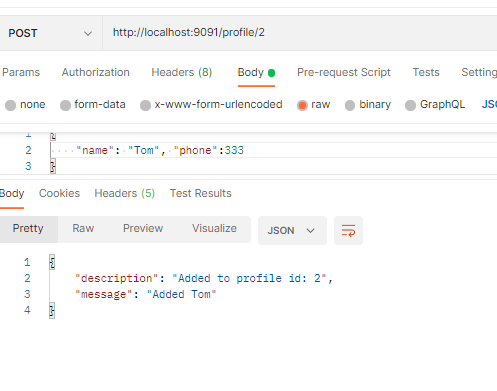 POST http://localhost:9091/profile/2
Params Authorization Headers (8) Body Pre-request Script Tests Setting
none form-data x-www-form-urlencoded raw binary GraphQL JS
1 {
2 "name": "Tom", "phone":333
3 }
Body Cookies Headers (5) Test Results
Pretty Raw Preview Visualize JSON
1 {
2 "description": "Added to profile id: 2",
3 "message": "Added Tom"
4 }